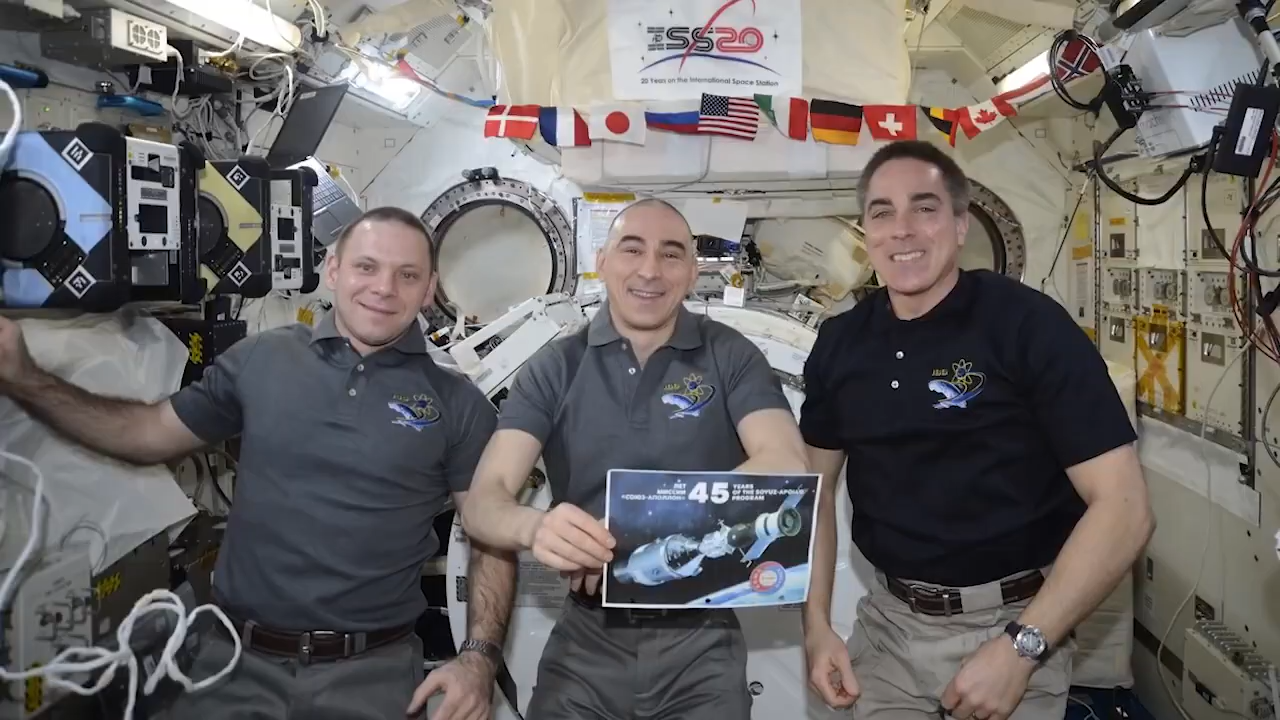 ISS20
20 Years on the International Space Station
ЛЕТ
МИССИИ
«СОЮЗ-АПОЛЛОН»
45
YEARS
OF THE SOYUZ-APOLLO
PROGRAM